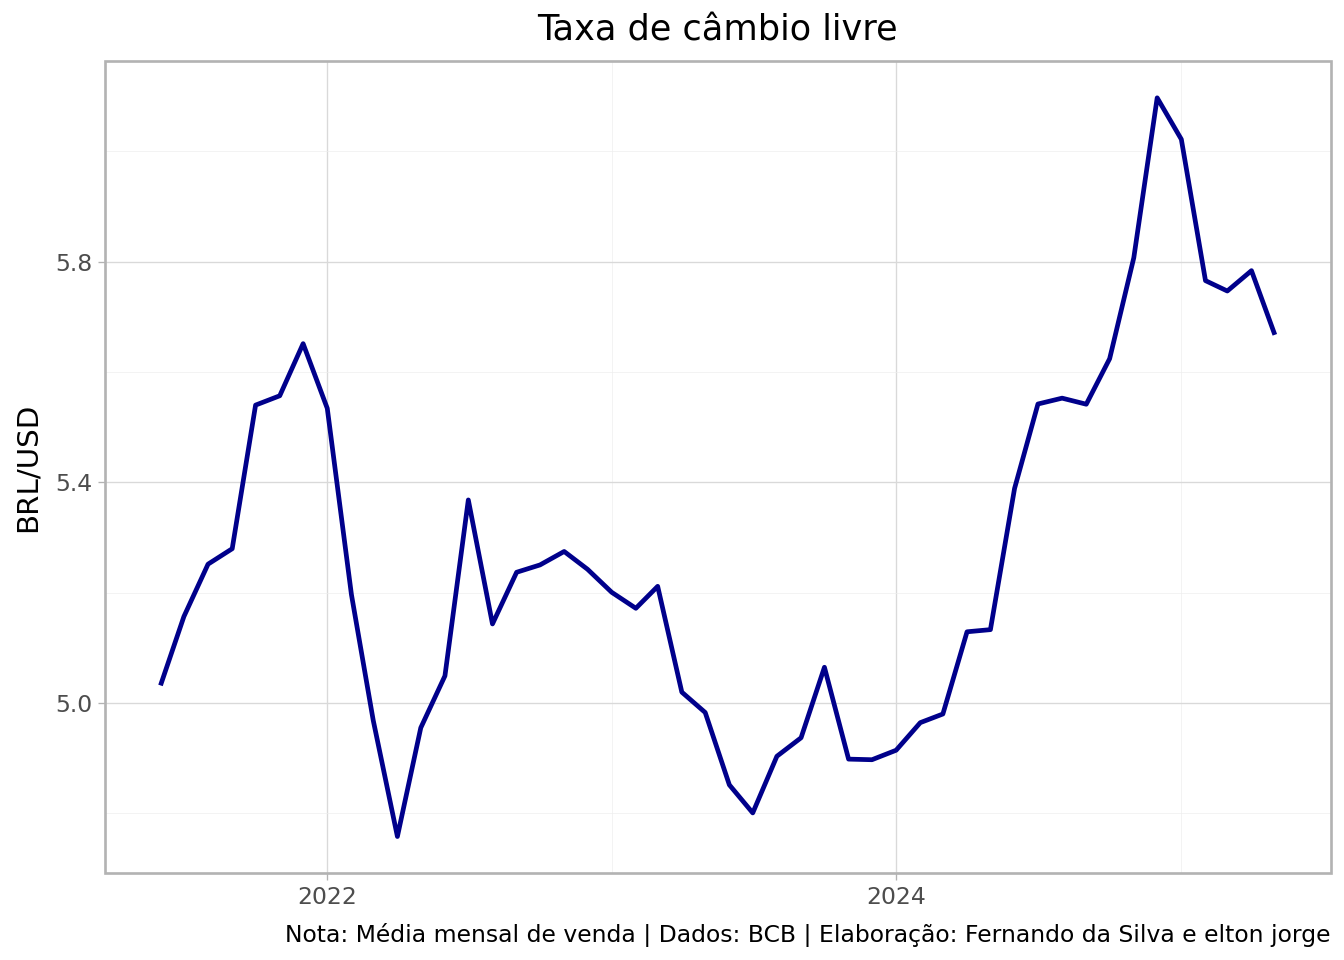 Taxa de câmbio livre
BRL/USD
5.8
5.4
5.0
2022
2024
Nota: Média mensal de venda | Dados: BCB | Elaboração: Fernando da Silva e elton jorge